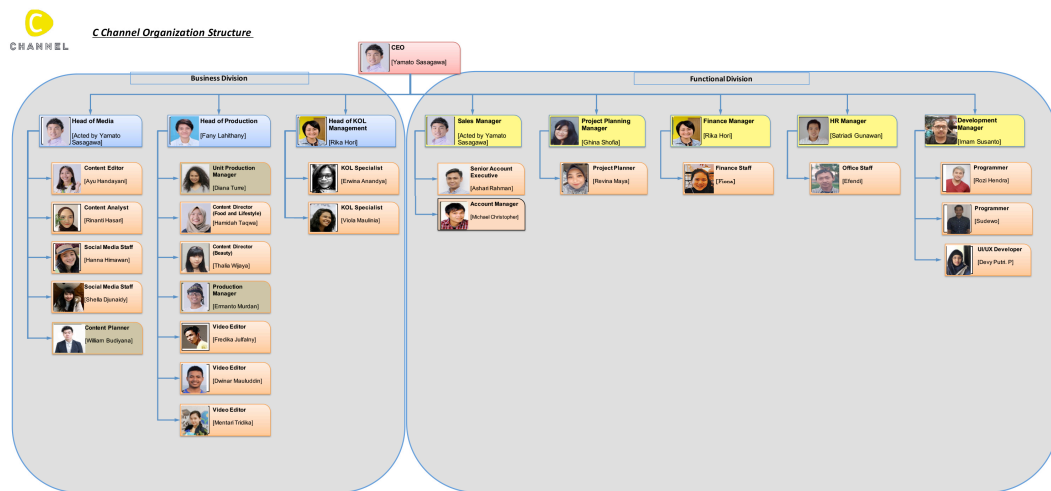 C
CHANNEL
C Channel Organization Structure
CEO
[Yamato Sasagawa]
Business Division
Functional Division
Head of Media
[Acted by Yamato
Sasagawa]
Head of Production
[Fany Lahithany]
Head of KOL
Management
[Rika Hori]
Sales Manager
[Acted by Yamato
Sasagawa]
Project Planning
Manager
[Ghina Shofia]
Finance Manager
[Rika Hori]
HR Manager
[Satriadi Gunawan]
Development
Manager
[Imam Susanto]
Content Editor
[Ayu Handayani]
Content Analyst
[Rinanti Hasari]
Social Media Staff
[Hanna Himawan]
Social Media Staff
[Shella Djunaidy]
Content Planner
[William Budiyana]
Unit Production
Manager
[Diana Turni]
Content Director
(Food and Lifestyle)
[Hamidah Taqwa]
Content Director
(Beauty)
[Thalia Wijaya]
Production
Manager
[Ermanto Murdan]
Video Editor
[Fredika Julfainy]
Video Editor
[Dwinar Mauluddin]
Video Editor
[Mentari Tridika]
KOL Specialist
[Erwina Anandya]
KOL Specialist
[Viola Maulinia]
Senior Account
Executive
[Ashari Rahman]
Account Manager
[Michael Christopher]
Project Planner
[Revina Maya]
Finance Staff
[Fiona]
Office Staff
[Efendi]
Programmer
[Rozi Hendra]
Programmer
[Sudewo]
UI/UX Developer
[Devy Putri. P]